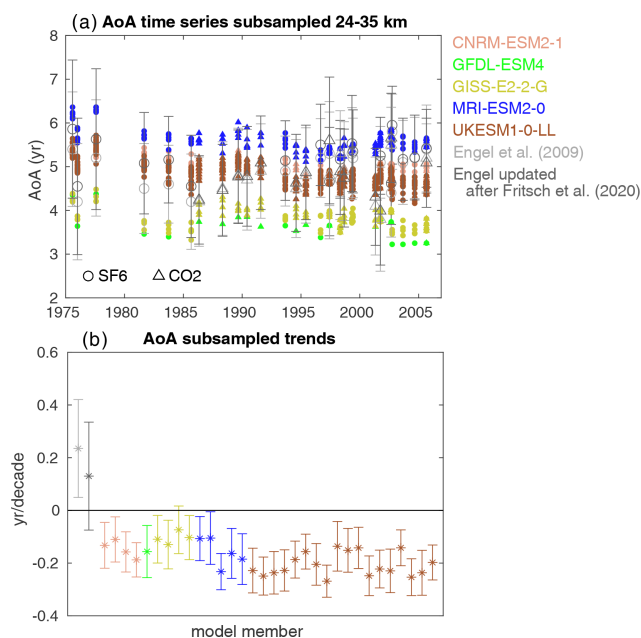 (a) AoA time series subsampled 24-35 km
8
7
6
5
4
3
2
AoA (yr)
SF6
CO2
1975 1980 1985 1990 1995 2000 2005
CNRM-ESM2-1
GFDL-ESM4
GISS-E2-2-G
MRI-ESM2-0
UKESM1-0-LL
Engel et al. (2009)
Engel updated
after Fritsch et al. (2020)
(b) AoA subsampled trends
0.6
0.4
0.2
0
-0.2
-0.4
yr/decade
model member